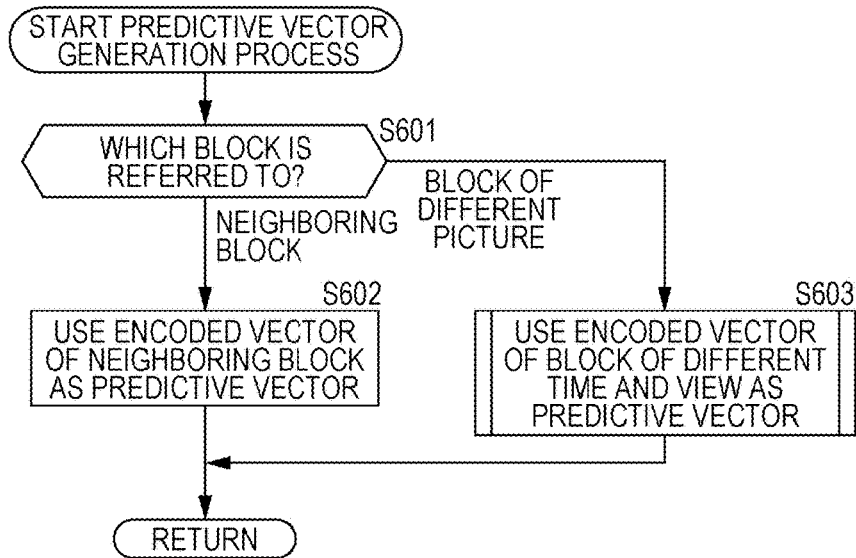 START PREDICTIVE VECTOR
GENERATION PROCESS
S601
WHICH BLOCK IS
REFERRED TO?
BLOCK OF
DIFFERENT
PICTURE
NEIGHBORING
BLOCK
S602
USE ENCODED VECTOR
OF NEIGHBORING BLOCK
AS PREDICTIVE VECTOR
S603
USE ENCODED VECTOR
OF BLOCK OF DIFFERENT
TIME AND VIEW AS
PREDICTIVE VECTOR
RETURN